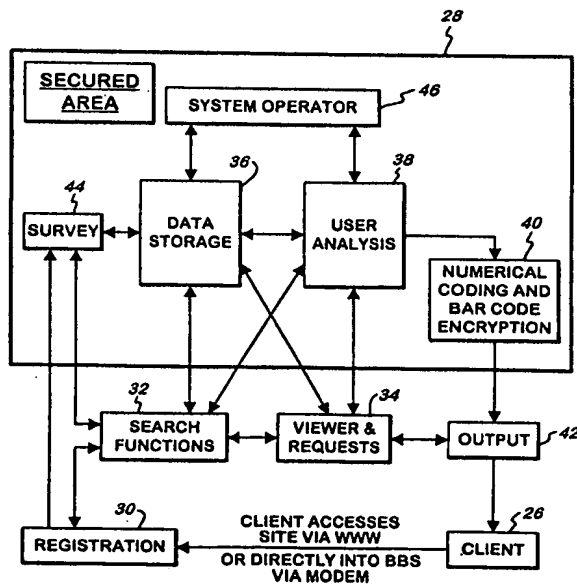 28
SECURED
AREA
SYSTEM OPERATOR
46
36
38
44
SURVEY
DATA
STORAGE
USER
ANALYSIS
40
NUMERICAL
CODING AND
BAR CODE
ENCRYPTION
32
SEARCH
FUNCTIONS
34
VIEWER &
REQUESTS
OUTPUT
42
30
REGISTRATION
CLIENT ACCESSES
SITE VIA WWW
OR DIRECTLY INTO BBS
VIA MODEM
26
CLIENT